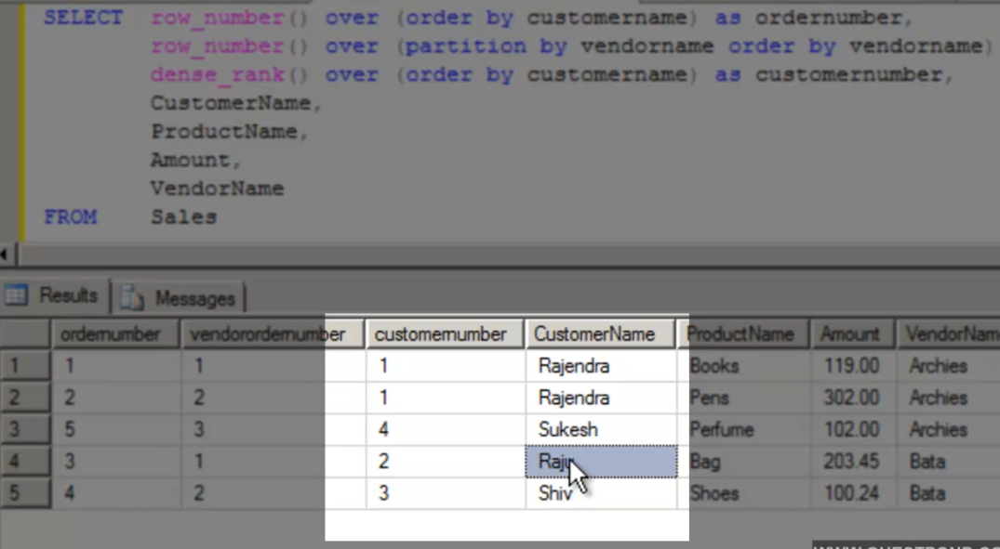 SELECT row_number() over (order by customername) as ordernumber,
row_number() over (partition by vendorname order by vendorname)
dense_rank() over (order by customername) as customernumber,
CustomerName,
ProductName,
Amount,
VendorName
FROM Sales
Results Messages
ordernumber vendorordernumber customernumber CustomerName ProductName Amount VendorNam
1 1 1 1 Rajendra Books 119.00 Archies
2 2 2 1 Rajendra Pens 302.00 Archies
3 5 3 4 Sukesh Perfume 102.00 Archies
4 3 1 2 Raju Bag 203.45 Bata
5 4 2 3 Shiv Shoes 100.24 Bata